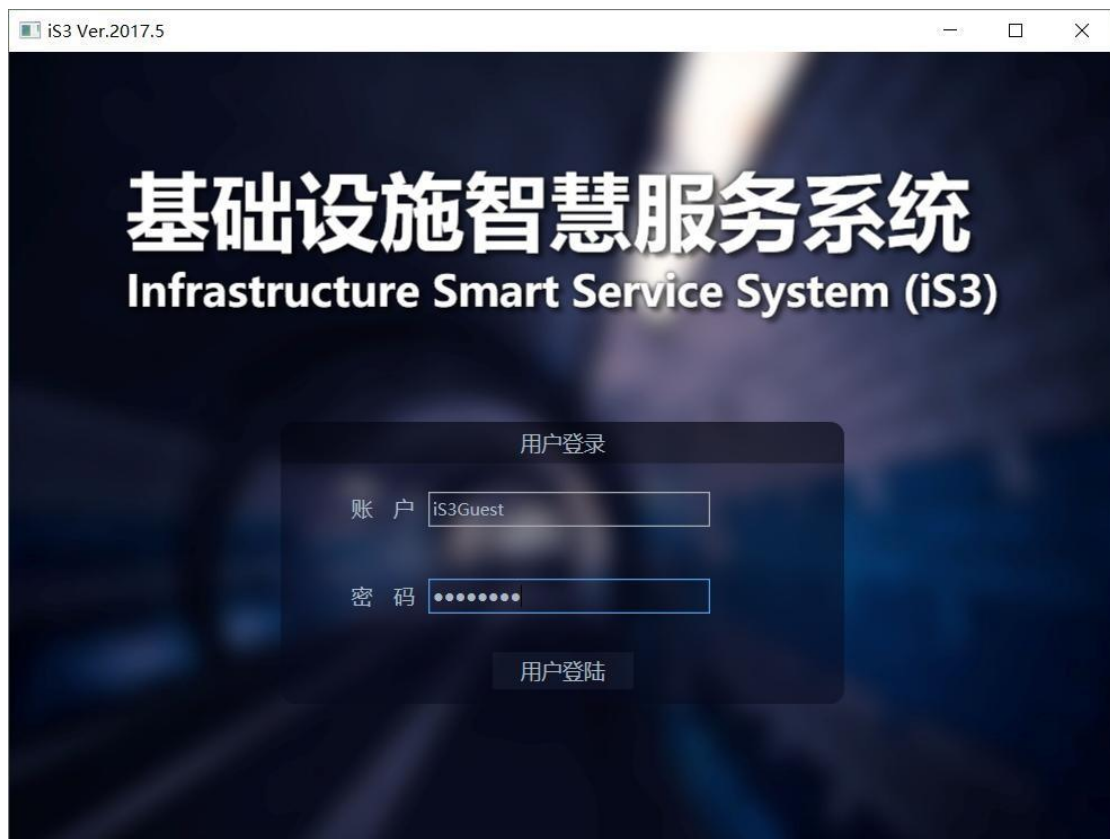 iS3 Ver.2017.5
基础设施智慧服务系统
Infrastructure Smart Service System (iS3)
用户登录
账 户 iS3Guest
密 码 ●●●●●●●●
用户登陆